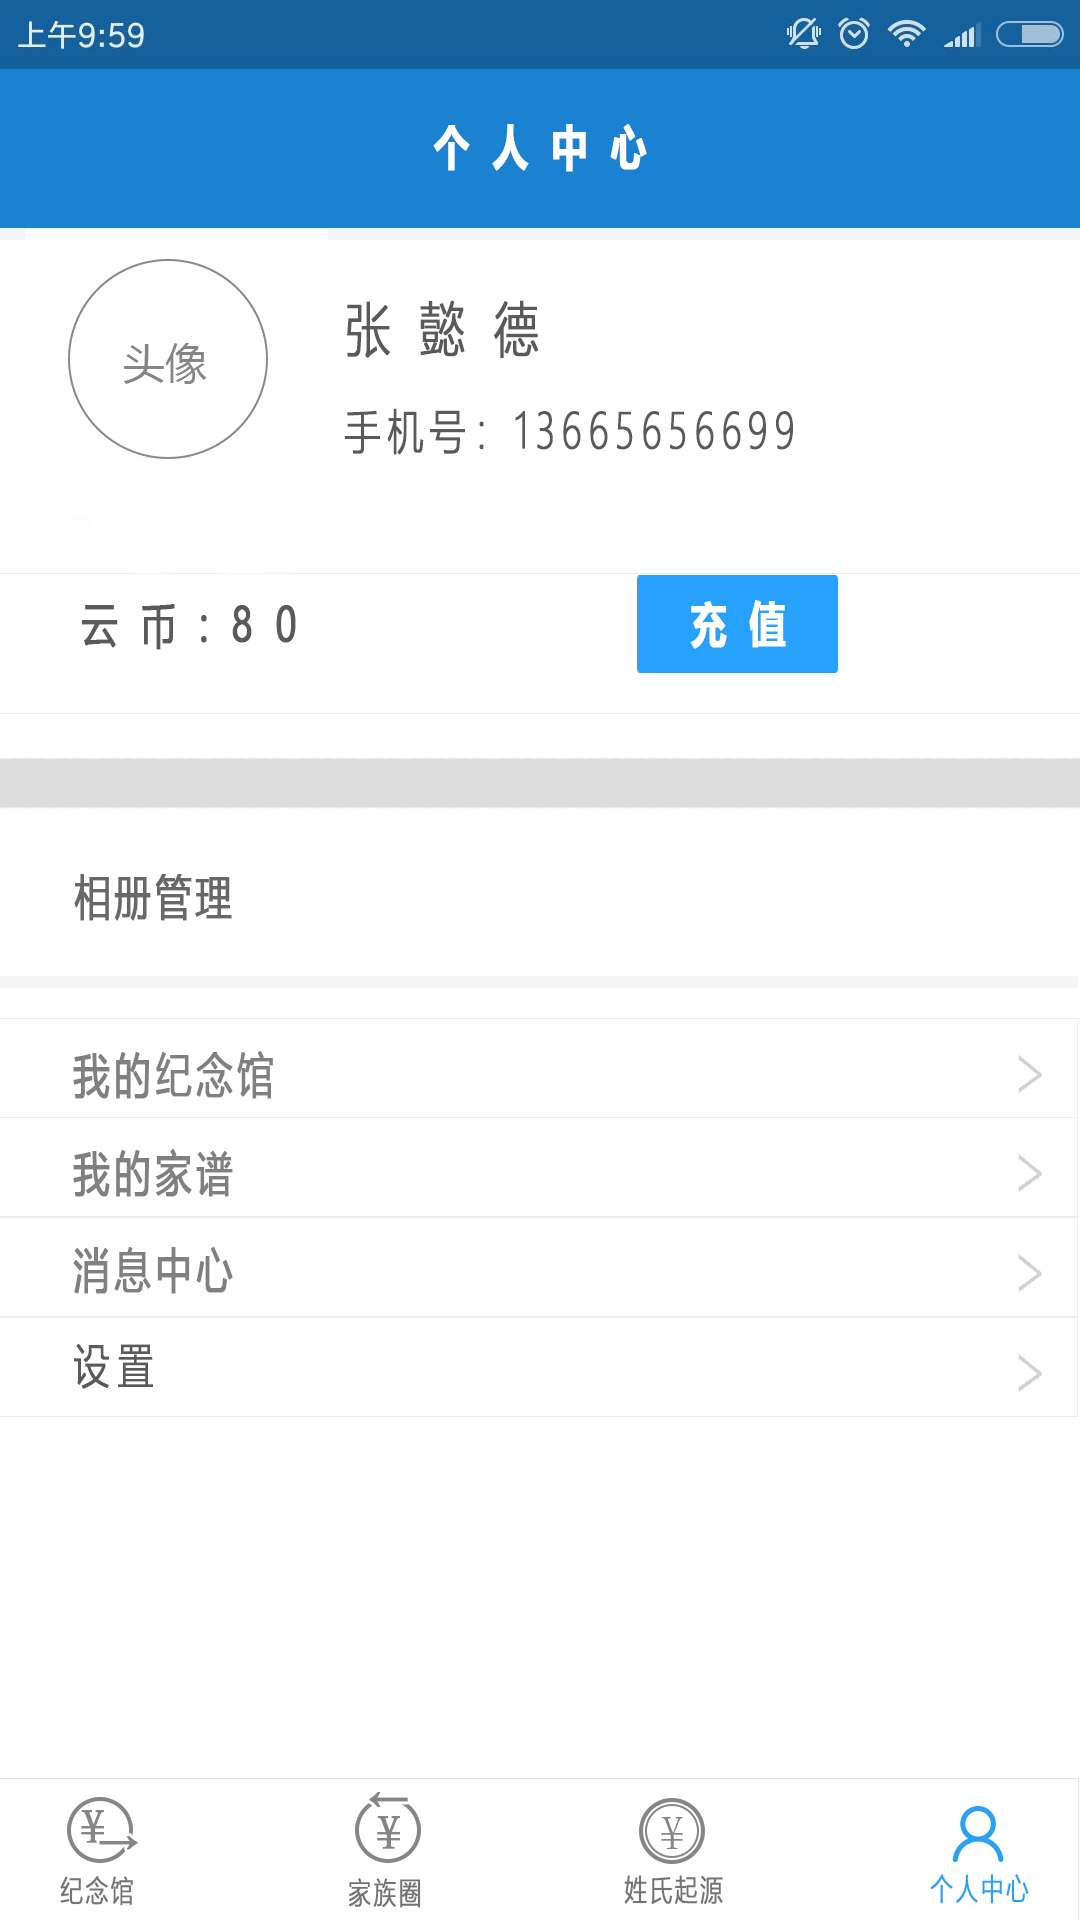 上午9:59
个人中心
头像
张懿德
手机号：13665656699
云币:80
充值
相册管理
我的纪念馆
我的家谱
消息中心
设置
纪念馆
家族圈
姓氏起源
个人中心